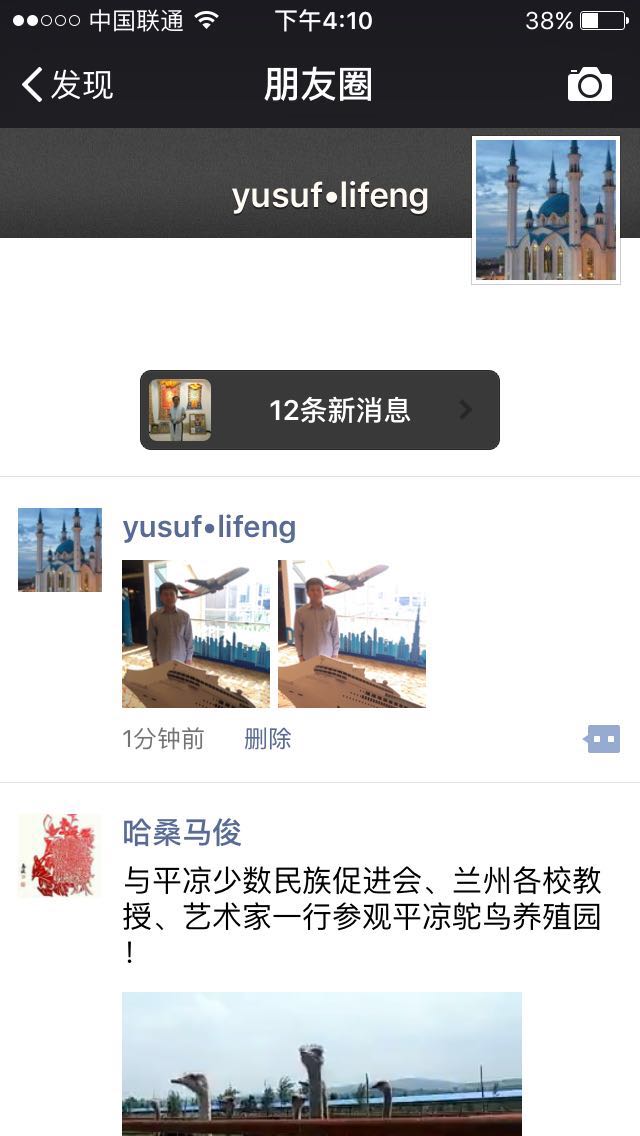 中国联通
下午4:10
38%
发现
朋友圈
yusuf•lifeng
12条新消息
yusuf•lifeng
1分钟前
删除
哈桑马俊
与平凉少数民族促进会、兰州各校教
授、艺术家一行参观平凉鸵鸟养殖园
！